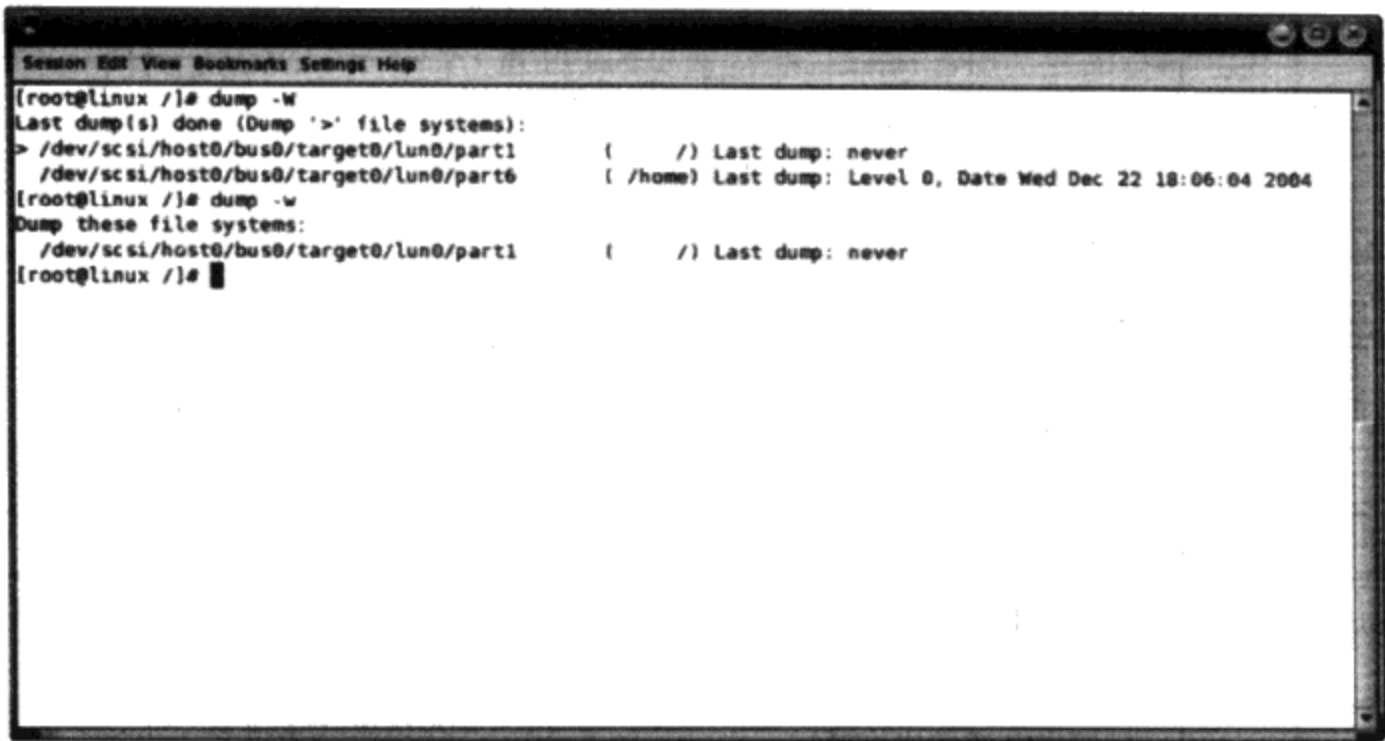 Session Edit View Bookmarks Settings Help
[root@linux /]# dump -W
Last dump(s) done (Dump '>' file systems):
> /dev/scsi/host0/bus0/target0/lun0/part1 ( /) Last dump: never
/dev/scsi/host0/bus0/target0/lun0/part6 ( /home) Last dump: Level 0, Date Wed Dec 22 18:06:04 2004
[root@linux /]# dump -w
Dump these file systems:
/dev/scsi/host0/bus0/target0/lun0/part1 ( /) Last dump: never
[root@linux /]#